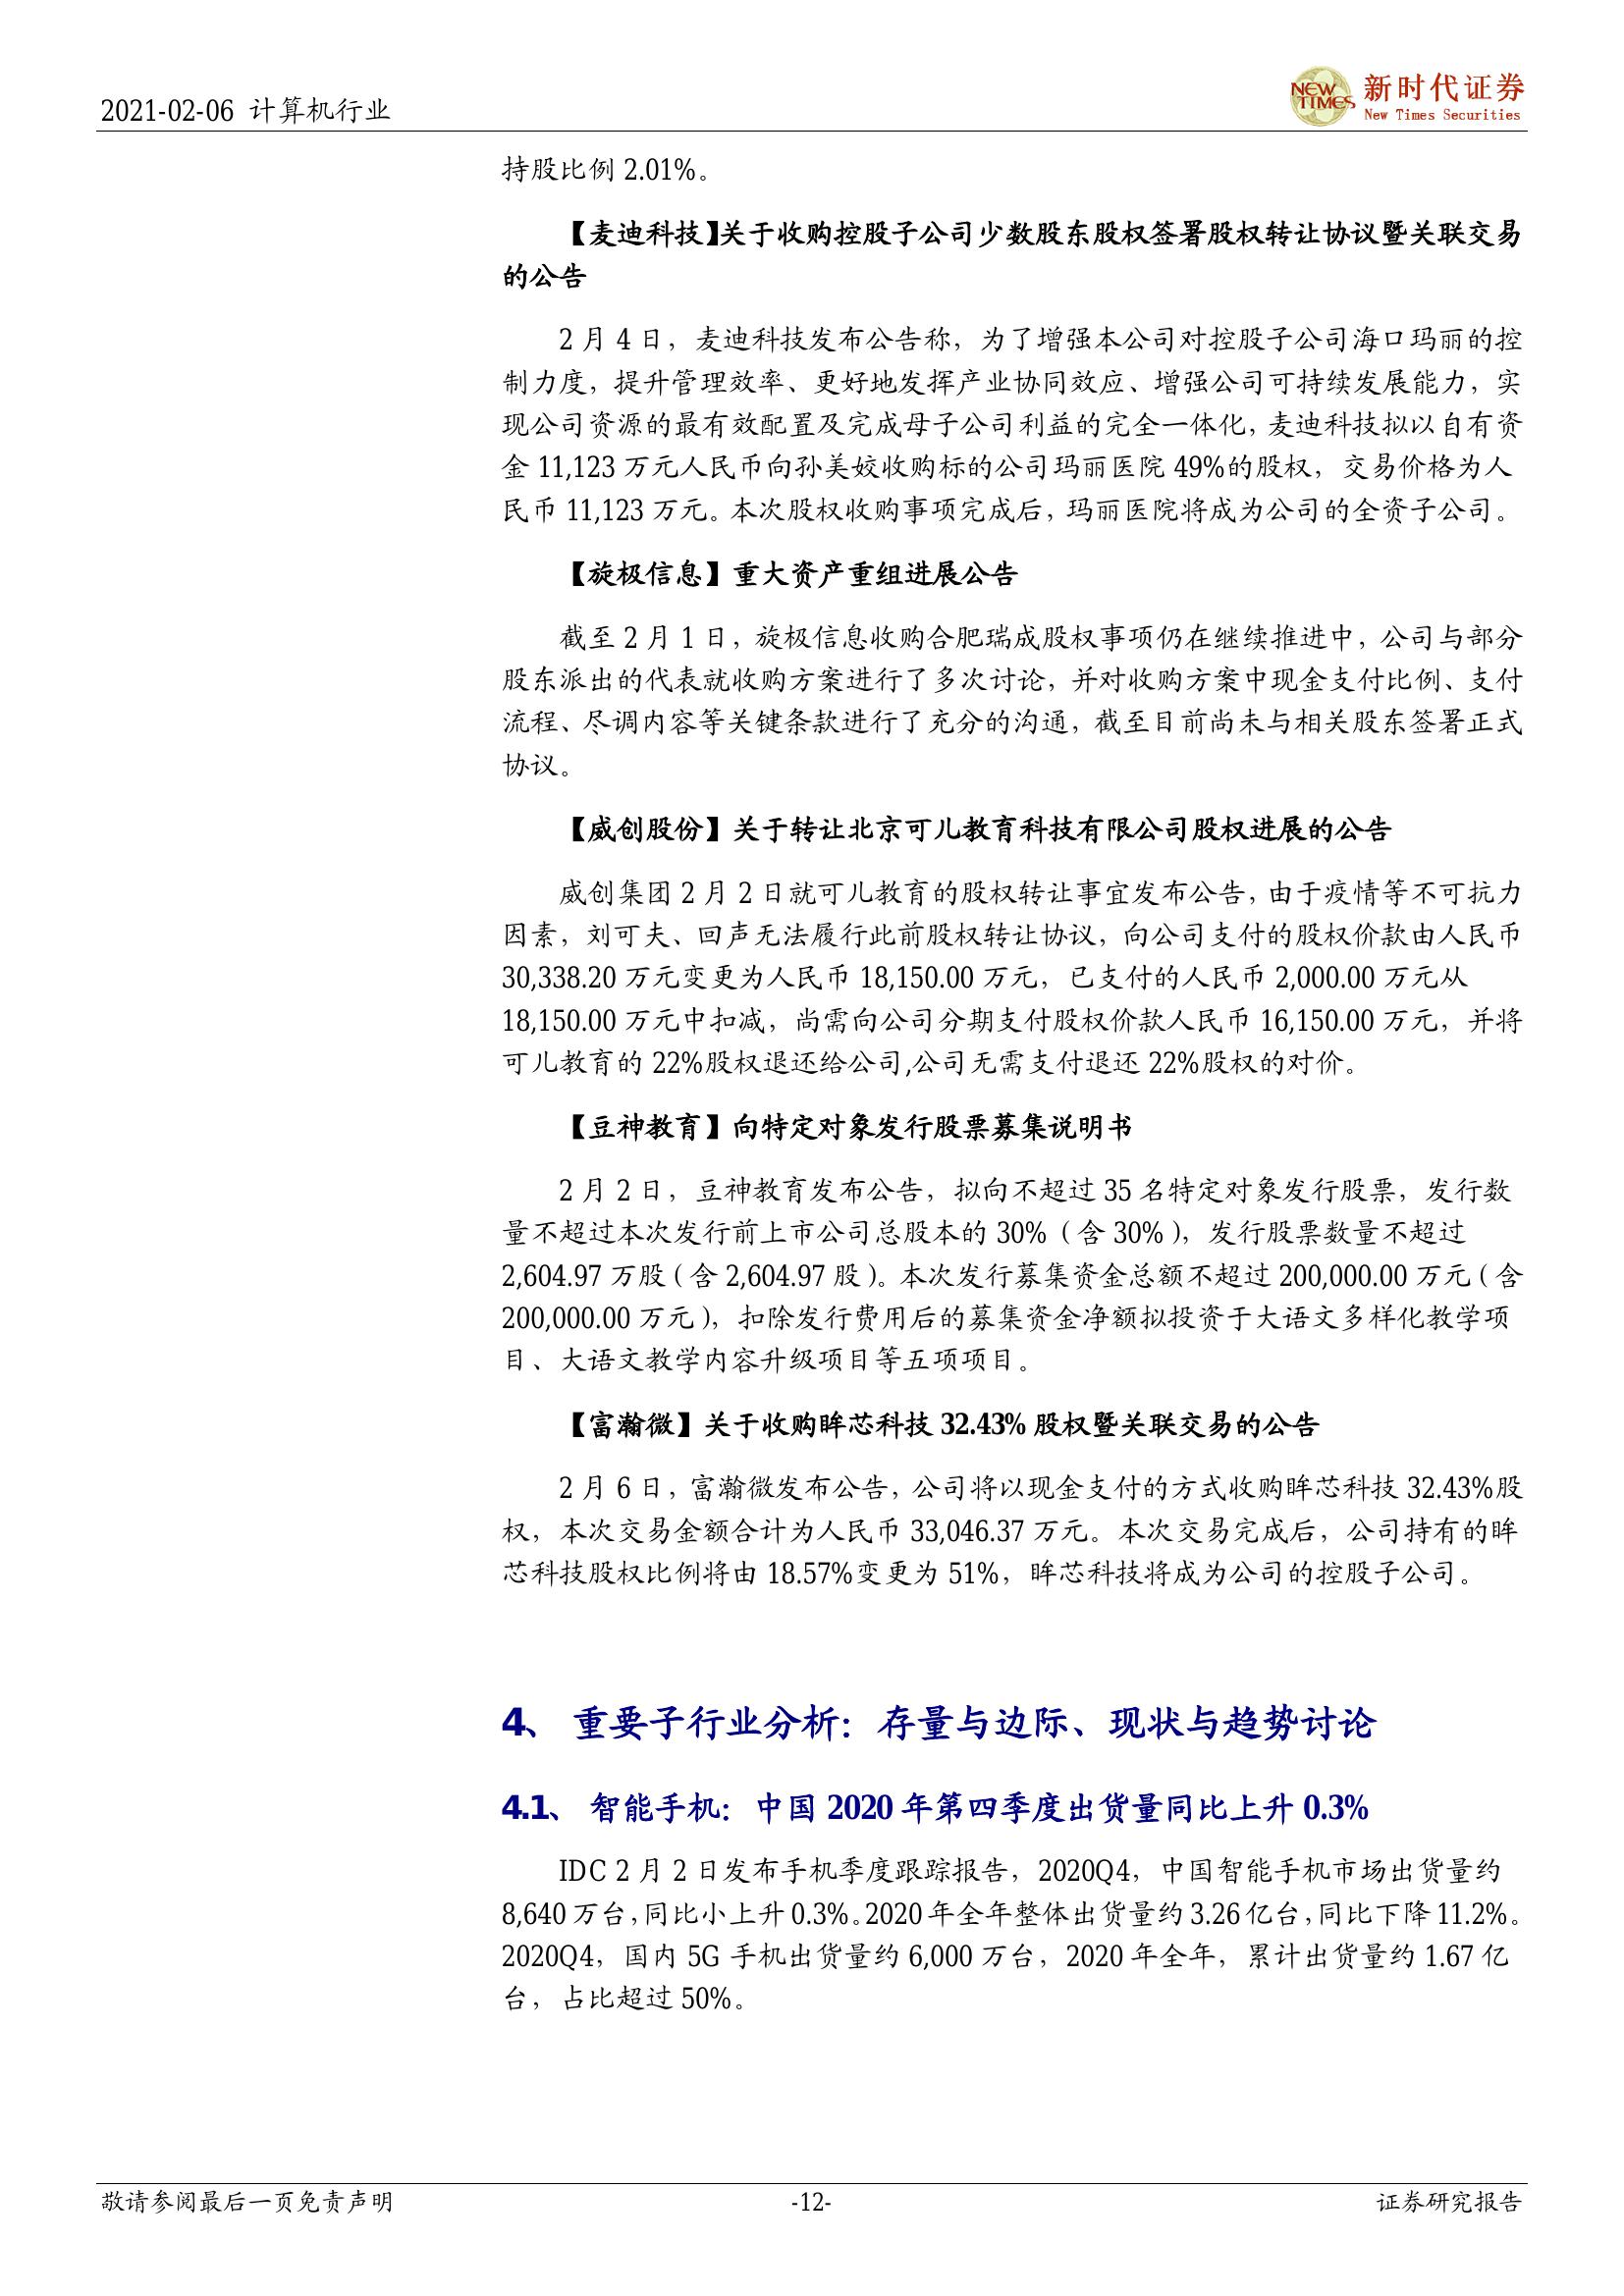 2021-02-06 计算机行业
NEW TIMES
新时代证券
New Times Securities
持股比例 2.01%。
【麦迪科技】关于收购控股子公司少数股东股权签署股权转让协议暨关联交易
的公告
2 月 4 日，麦迪科技发布公告称，为了增强本公司对控股子公司海口玛丽的控
制力度，提升管理效率、更好地发挥产业协同效应、增强公司可持续发展能力，实
现公司资源的最有效配置及完成母子公司利益的完全一体化，麦迪科技拟以自有资
金 11,123 万元人民币向孙美姣收购标的公司玛丽医院 49%的股权，交易价格为人
民币 11,123 万元。本次股权收购事项完成后，玛丽医院将成为公司的全资子公司。
【旋极信息】重大资产重组进展公告
截至 2 月 1 日，旋极信息收购合肥瑞成股权事项仍在继续推进中，公司与部分
股东派出的代表就收购方案进行了多次讨论，并对收购方案中现金支付比例、支付
流程、尽调内容等关键条款进行了充分的沟通，截至目前尚未与相关股东签署正式
协议。
【威创股份】关于转让北京可儿教育科技有限公司股权进展的公告
威创集团 2 月 2 日就可儿教育的股权转让事宜发布公告，由于疫情等不可抗力
因素，刘可夫、回声无法履行此前股权转让协议，向公司支付的股权价款由人民币
30,338.20 万元变更为人民币 18,150.00 万元，已支付的人民币 2,000.00 万元从
18,150.00 万元中扣减，尚需向公司分期支付股权价款人民币 16,150.00 万元，并将
可儿教育的 22%股权退还给公司,公司无需支付退还 22%股权的对价。
【豆神教育】向特定对象发行股票募集说明书
2 月 2 日，豆神教育发布公告，拟向不超过 35 名特定对象发行股票，发行数
量不超过本次发行前上市公司总股本的 30%（含 30%），发行股票数量不超过
2,604.97 万股（含 2,604.97 股）。本次发行募集资金总额不超过 200,000.00 万元（含
200,000.00 万元），扣除发行费用后的募集资金净额拟投资于大语文多样化教学项
目、大语文教学内容升级项目等五项项目。
【富瀚微】关于收购眸芯科技 32.43% 股权暨关联交易的公告
2 月 6 日，富瀚微发布公告，公司将以现金支付的方式收购眸芯科技 32.43%股
权，本次交易金额合计为人民币 33,046.37 万元。本次交易完成后，公司持有的眸
芯科技股权比例将由 18.57%变更为 51%，眸芯科技将成为公司的控股子公司。
4、 重要子行业分析：存量与边际、现状与趋势讨论
4.1、 智能手机：中国 2020 年第四季度出货量同比上升 0.3%
IDC 2 月 2 日发布手机季度跟踪报告，2020Q4，中国智能手机市场出货量约
8,640 万台，同比小上升 0.3%。2020 年全年整体出货量约 3.26 亿台，同比下降 11.2%。
2020Q4，国内 5G 手机出货量约 6,000 万台，2020 年全年，累计出货量约 1.67 亿
台，占比超过 50%。
敬请参阅最后一页免责声明
-12-
证券研究报告